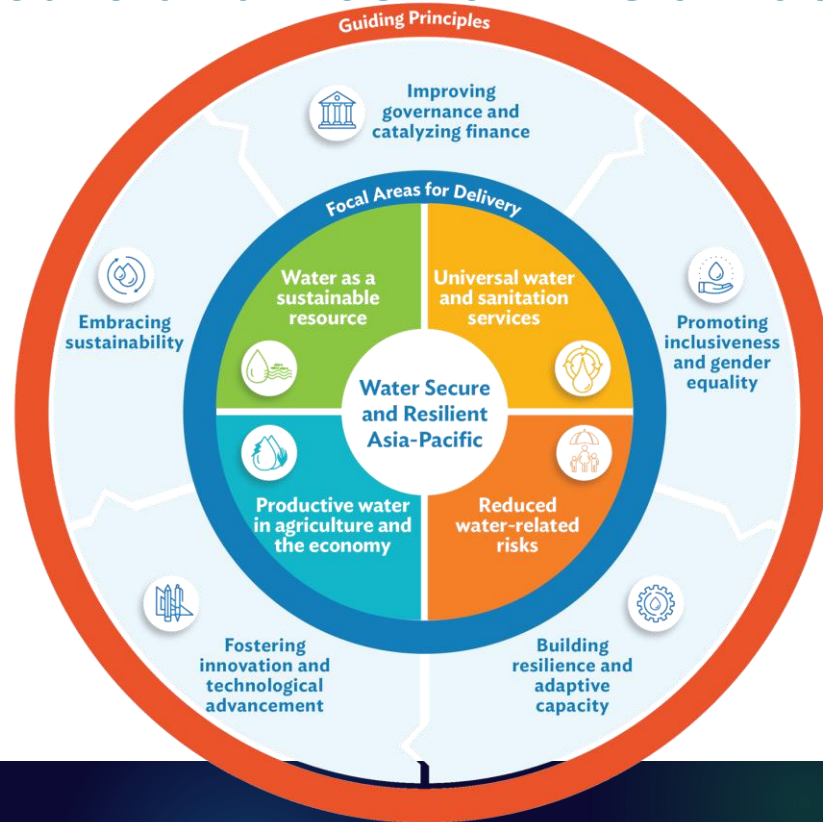 Guiding Principles
Improving
governance and
catalyzing finance
Focal Areas for Delivery
Water as a
sustainable
resource
Universal water
and sanitation
services
Embracing
sustainability
Promoting
inclusiveness
and gender
equality
Water Secure
and Resilient
Asia-Pacific
Productive water
in agriculture and
the economy
Reduced
water-related
risks
Fostering
innovation and
technological
advancement
Building
resilience and
adaptive
capacity